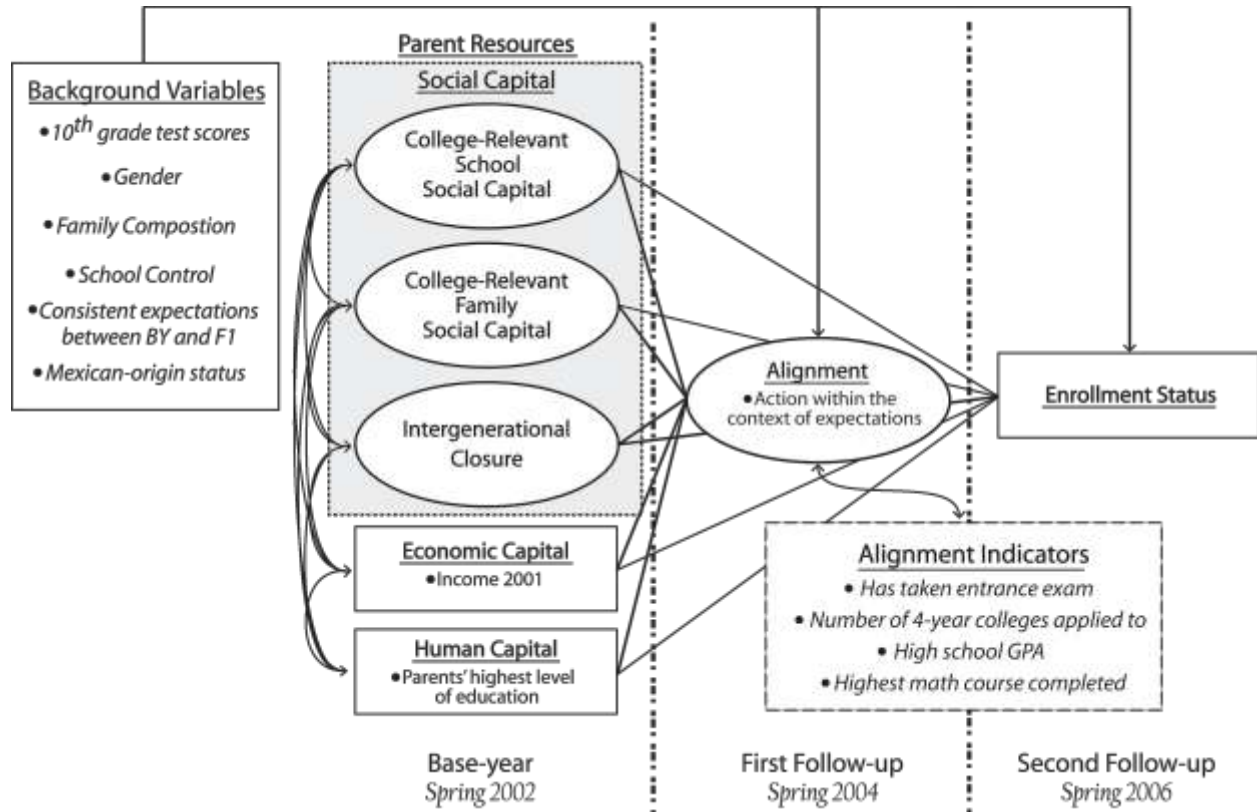 Background Variables
•10th grade test scores
•Gender
•Family Compostion
•School Control
•Consistent expectations
between BY and F1
•Mexican-origin status
Parent Resources
Social Capital
College-Relevant
School
Social Capital
College-Relevant
Family
Social Capital
Intergenerational
Closure
Economic Capital
•Income 2001
Human Capital
•Parents' highest level
of education
Alignment
•Action within the
context of expectations
Enrollment Status
Alignment Indicators
•Has taken entrance exam
•Number of 4-year colleges applied to
•High school GPA
•Highest math course completed
Base-year
Spring 2002
First Follow-up
Spring 2004
Second Follow-up
Spring 2006